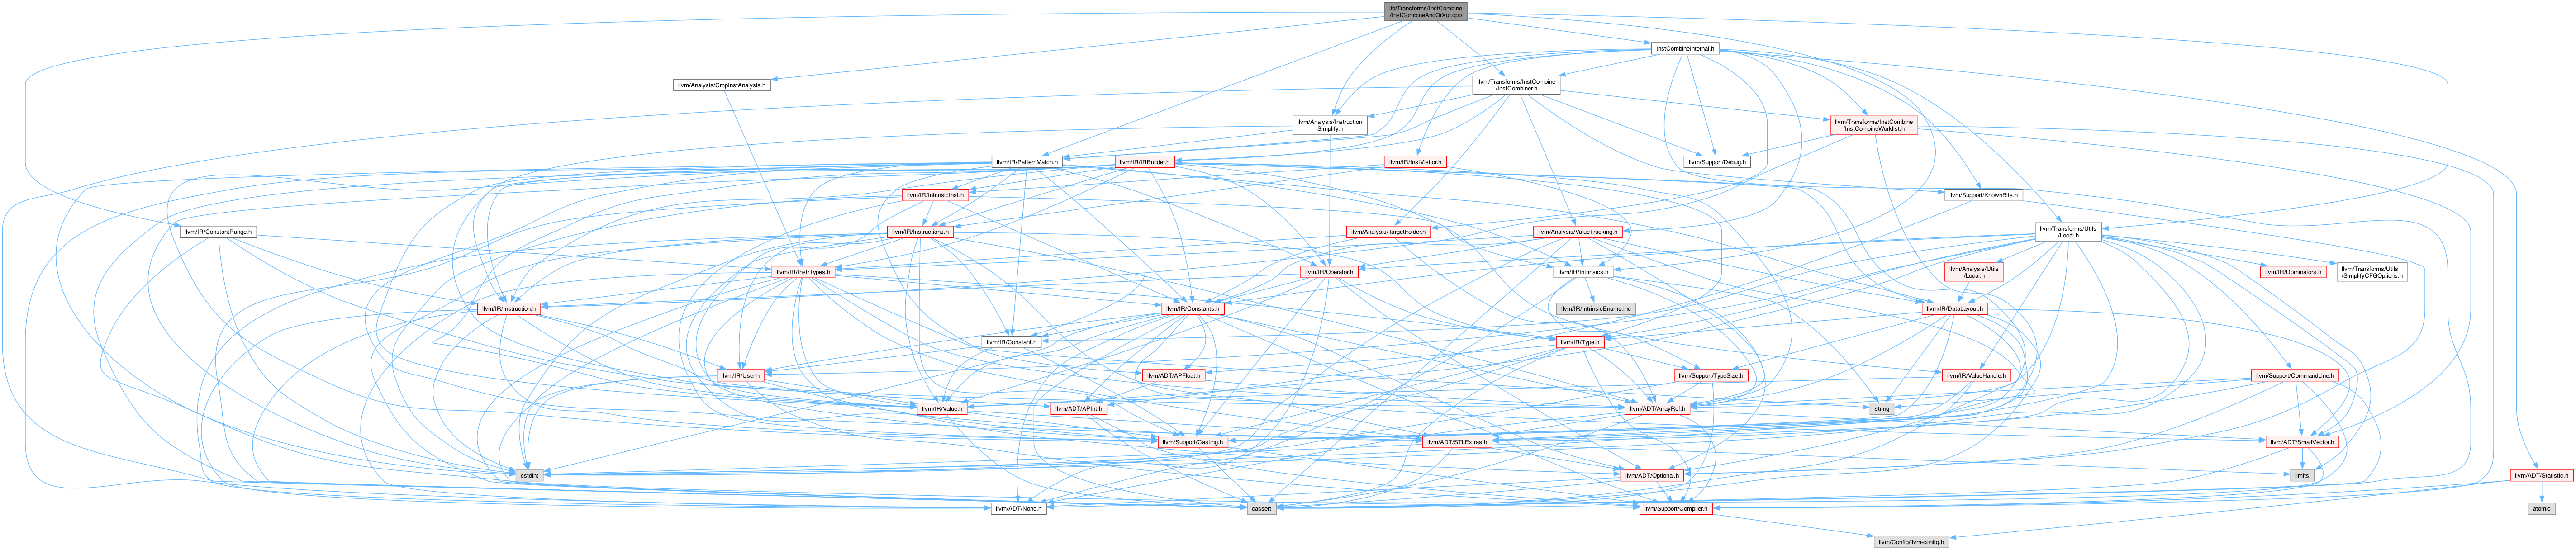 lib/Transforms/InstCombine
/InstCombineAndOrXor.cpp
InstCombineInternal.h
llvm/Analysis/CmpInstAnalysis.h
llvm/Transforms/InstCombine
/InstCombiner.h
llvm/Analysis/Instruction
Simplify.h
llvm/Transforms/InstCombine
/InstCombineWorklist.h
llvm/IR/PatternMatch.h
llvm/IR/IRBuilder.h
llvm/IR/InstVisitor.h
llvm/Support/Debug.h
llvm/IR/IntrinsicInst.h
llvm/Support/KnownBits.h
llvm/IR/ConstantRange.h
llvm/IR/Instructions.h
llvm/Analysis/TargetFolder.h
llvm/Analysis/ValueTracking.h
llvm/Transforms/Utils
/Local.h
llvm/IR/InstrTypes.h
llvm/IR/Operator.h
llvm/IR/Intrinsics.h
llvm/Analysis/Utils
/Local.h
llvm/IR/Dominators.h
llvm/Transforms/Utils
/SimplifyCFGOptions.h
llvm/IR/Instruction.h
llvm/IR/Constants.h
llvm/IR/IntrinsicEnums.inc
llvm/IR/DataLayout.h
llvm/IR/Constant.h
llvm/IR/Type.h
llvm/IR/User.h
llvm/ADT/APFloat.h
llvm/Support/TypeSize.h
llvm/IR/ValueHandle.h
llvm/Support/CommandLine.h
llvm/IR/Value.h
llvm/ADT/APInt.h
llvm/ADT/ArrayRef.h
string
llvm/Support/Casting.h
llvm/ADT/STLExtras.h
llvm/ADT/SmallVector.h
cstdint
llvm/ADT/Optional.h
limits
llvm/ADT/Statistic.h
llvm/ADT/None.h
cassert
llvm/Support/Compiler.h
atomic
llvm/Config/llvm-config.h